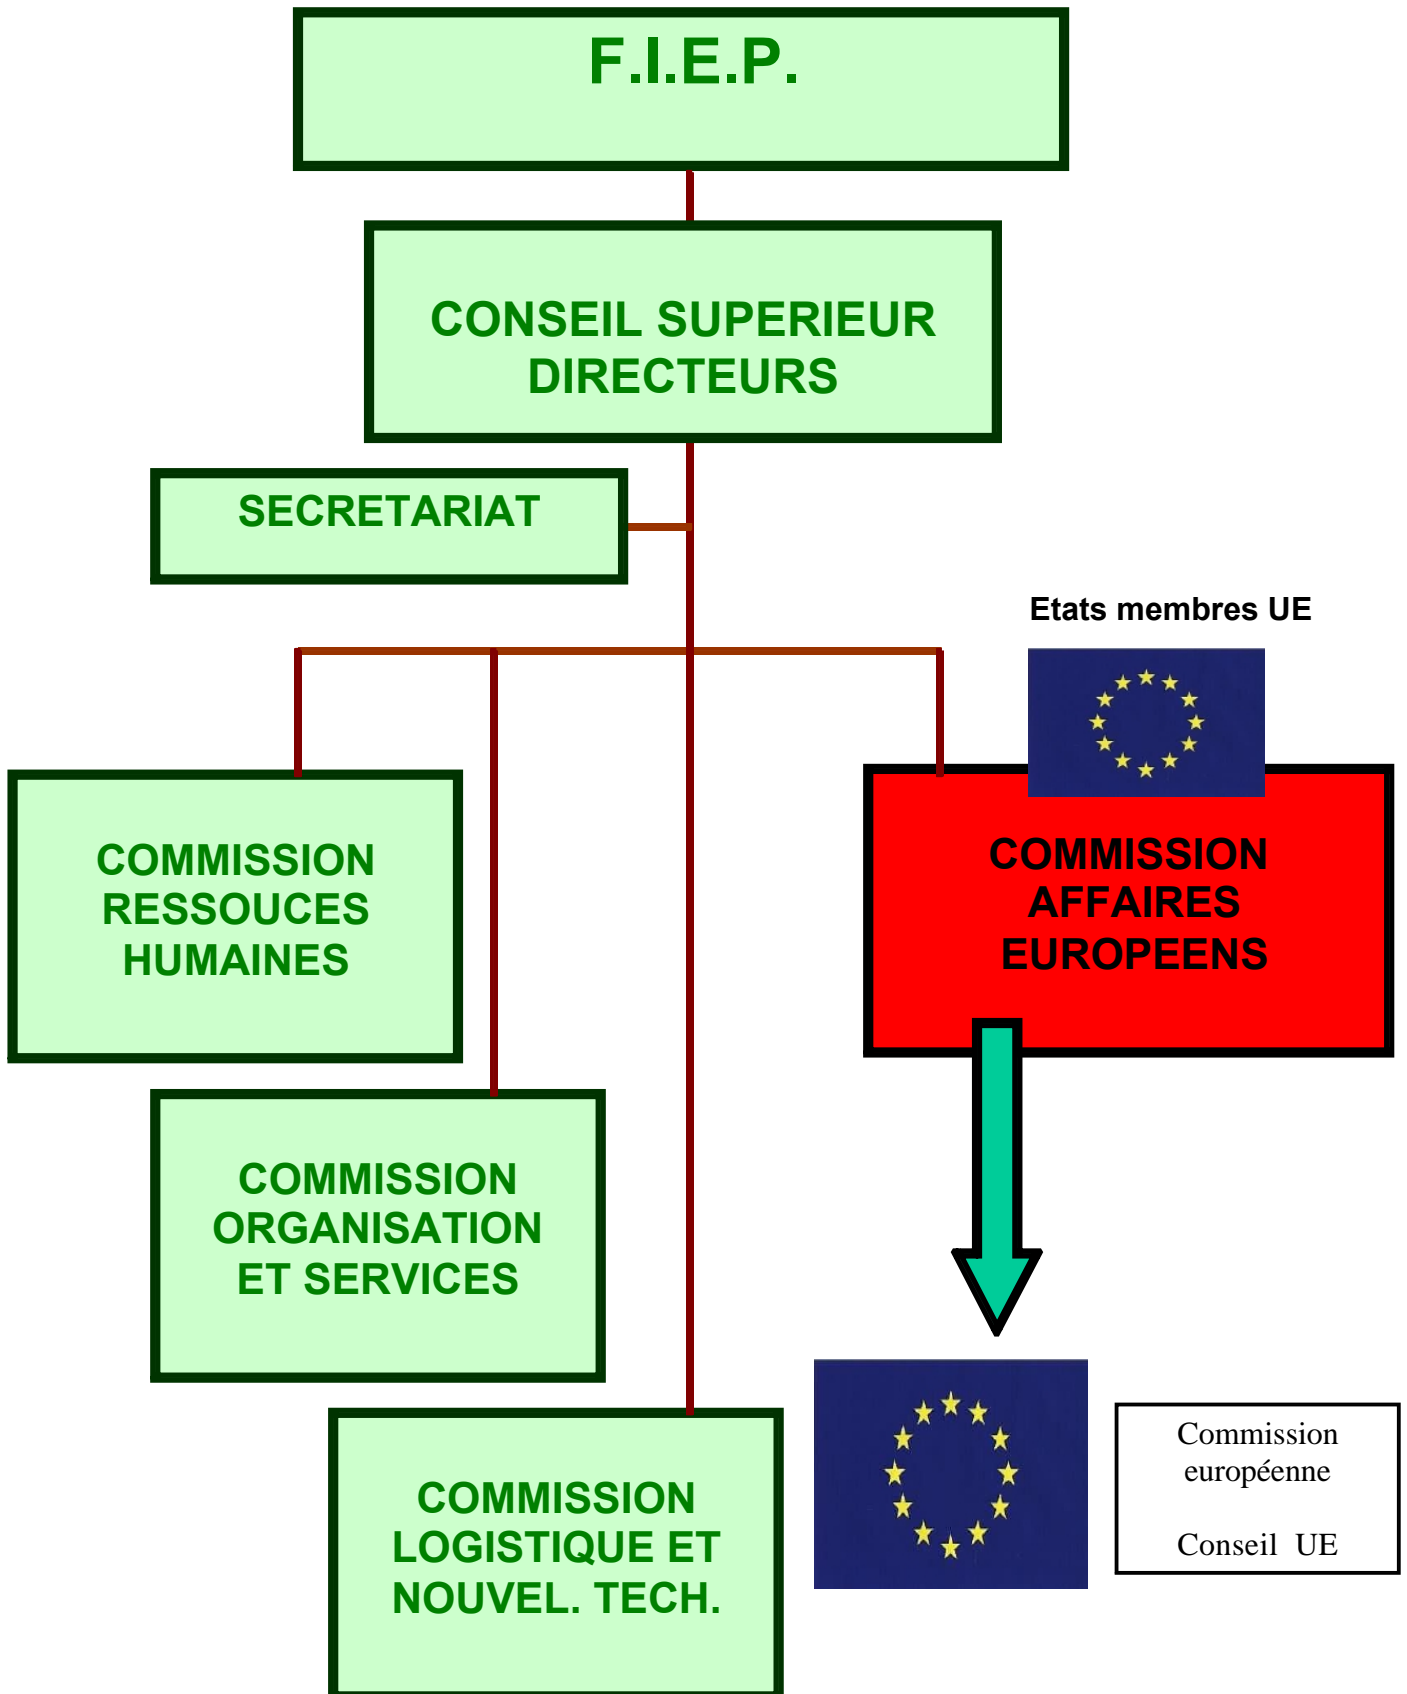 F.I.E.P.
CONSEIL SUPERIEUR
DIRECTEURS
SECRETARIAT
Etats membres UE
COMMISSION
RESSOUCES
HUMAINES
COMMISSION
AFFAIRES
EUROPEENS
COMMISSION
ORGANISATION
ET SERVICES
COMMISSION
LOGISTIQUE ET
NOUVEL. TECH.
Commission
européenne
Conseil UE